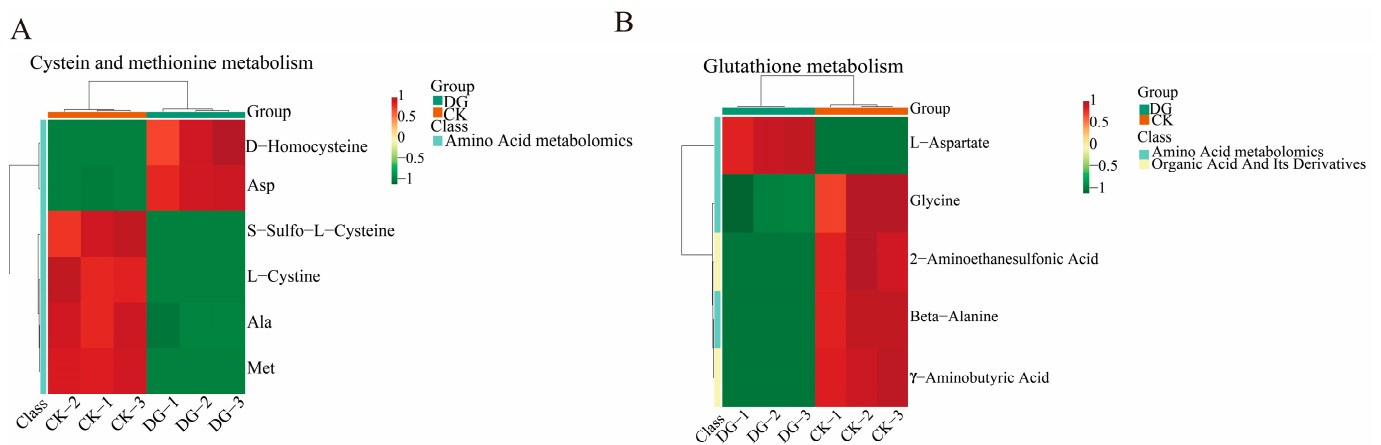 A
Cystein and methionine metabolism
Group
D−Homocysteine
Asp
S−Sulfo−L−Cysteine
L−Cystine
Ala
Met
Class
CK−2
CK−1
CK−3
DG−1
DG−2
DG−3
1
0.5
0
−0.5
−1
Group
DG
CK
Class
Amino Acid metabolomics
B
Glutathione metabolism
Group
L−Aspartate
Glycine
2−Aminoethanesulfonic Acid
Beta−Alanine
γ−Aminobutyric Acid
Class
DG−1
DG−2
DG−3
CK−1
CK−2
CK−3
1
0.5
0
−0.5
−1
Group
DG
CK
Class
Amino Acid metabolomics
Organic Acid And Its Derivatives